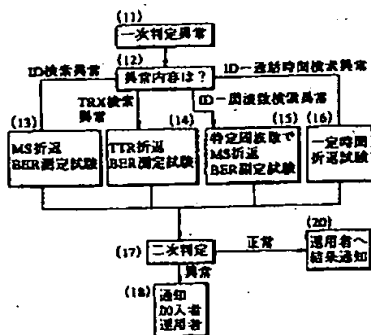 (11)
一次判定異常
(12)
異常内容は?
ID検索異常
ID－通話時間検索異常
TRX検索
異常
ID－周波数検索異常
(13)
MS折返
BER測定試験
(14)
TTR折返
BER測定試験
(15)
特定周波数で
MS折返
BER測定試験
(16)
一定時間
折返試験
(17)
二次判定
正常
(20)
運用者へ
結果通知
異常
(18)
通知
加入者
運用者